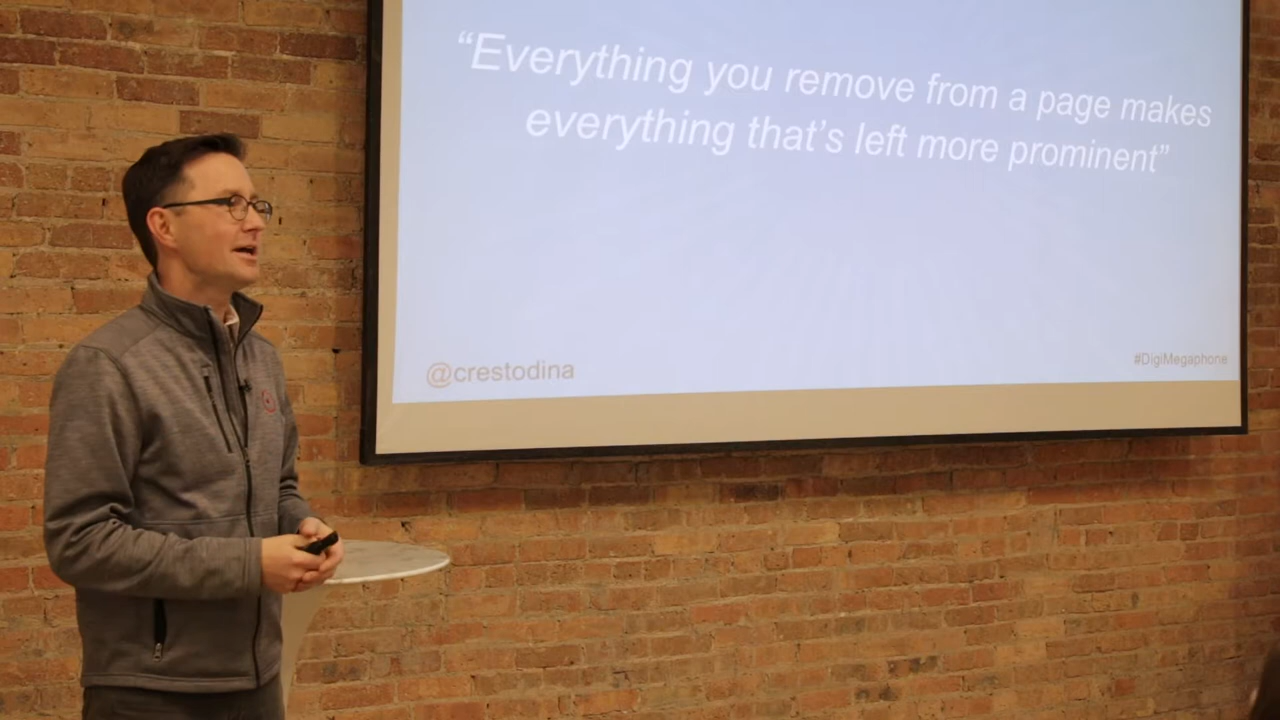 “Everything you remove from a page makes
everything that’s left more prominent”
@crestodina
#DigiMegaphone